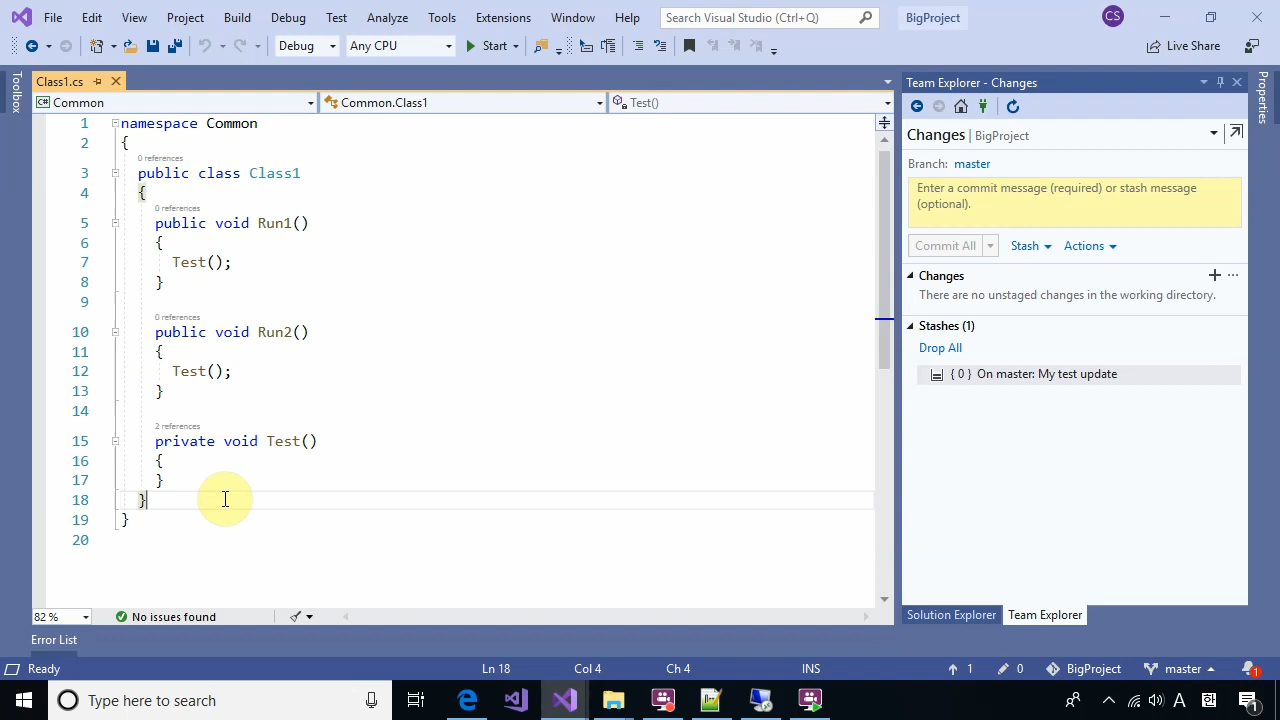 File Edit View Project Build Debug Test Analyze Tools Extensions Window Help Search Visual Studio (Ctrl+Q) BigProject CS
Debug Any CPU Start Live Share
Toolbox
Class1.cs
Common Common.Class1 Test()
1 namespace Common
2 {
0 references
3 public class Class1
4 {
0 references
5 public void Run1()
6 {
7 Test();
8 }
9
0 references
10 public void Run2()
11 {
12 Test();
13 }
14
2 references
15 private void Test()
16 {
17 }
18 }
19 }
20
82 % No issues found
Error List
Team Explorer - Changes
Changes | BigProject
Branch: master
Enter a commit message (required) or stash message
(optional).
Commit All Stash Actions
Changes
There are no unstaged changes in the working directory.
Stashes (1)
Drop All
{ 0 } On master: My test update
Solution Explorer Team Explorer
Properties
Ready Ln 18 Col 4 Ch 4 INS 1 0 BigProject master 1
Type here to search A 1